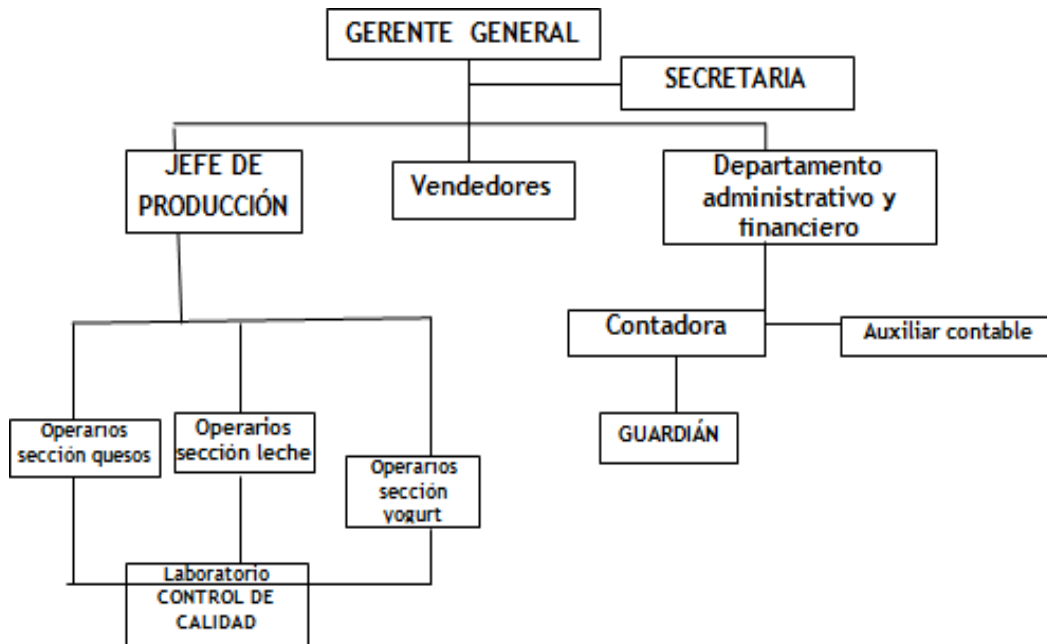 GERENTE GENERAL
SECRETARIA
JEFE DE
PRODUCCIÓN
Vendedores
Departamento
administrativo y
financiero
Contadora
Auxiliar contable
GUARDIÁN
Operarios
sección quesos
Operarios
sección leche
Operarios
sección
yogurt
Laboratorio
CONTROL DE
CALIDAD